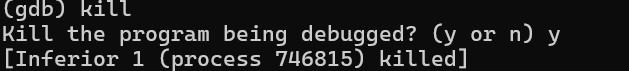 (gdb) kill
Kill the program being debugged? (y or n) y
[Inferior 1 (process 746815) killed]